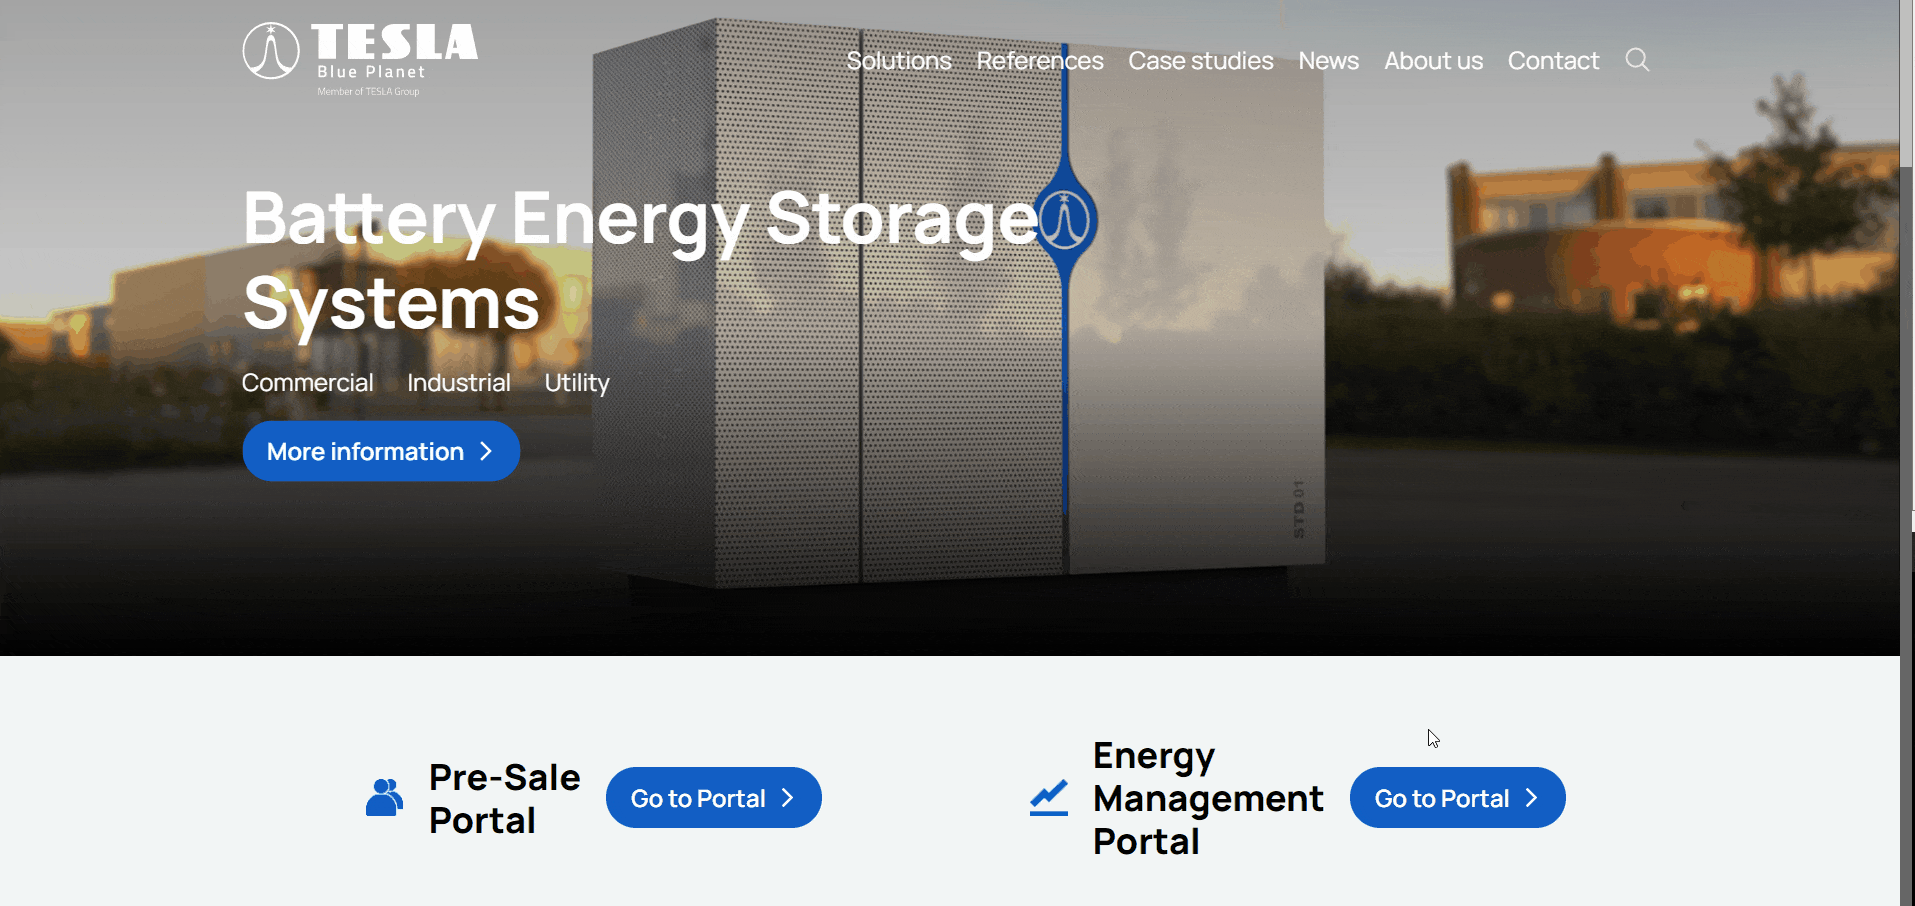 TESLA
Blue Planet
Member of TESLA Group
Solutions References Case studies News About us Contact
Battery Energy Storage
Systems
Commercial Industrial Utility
More information
STD 01
Pre-Sale
Portal
Go to Portal
Energy
Management
Portal
Go to Portal